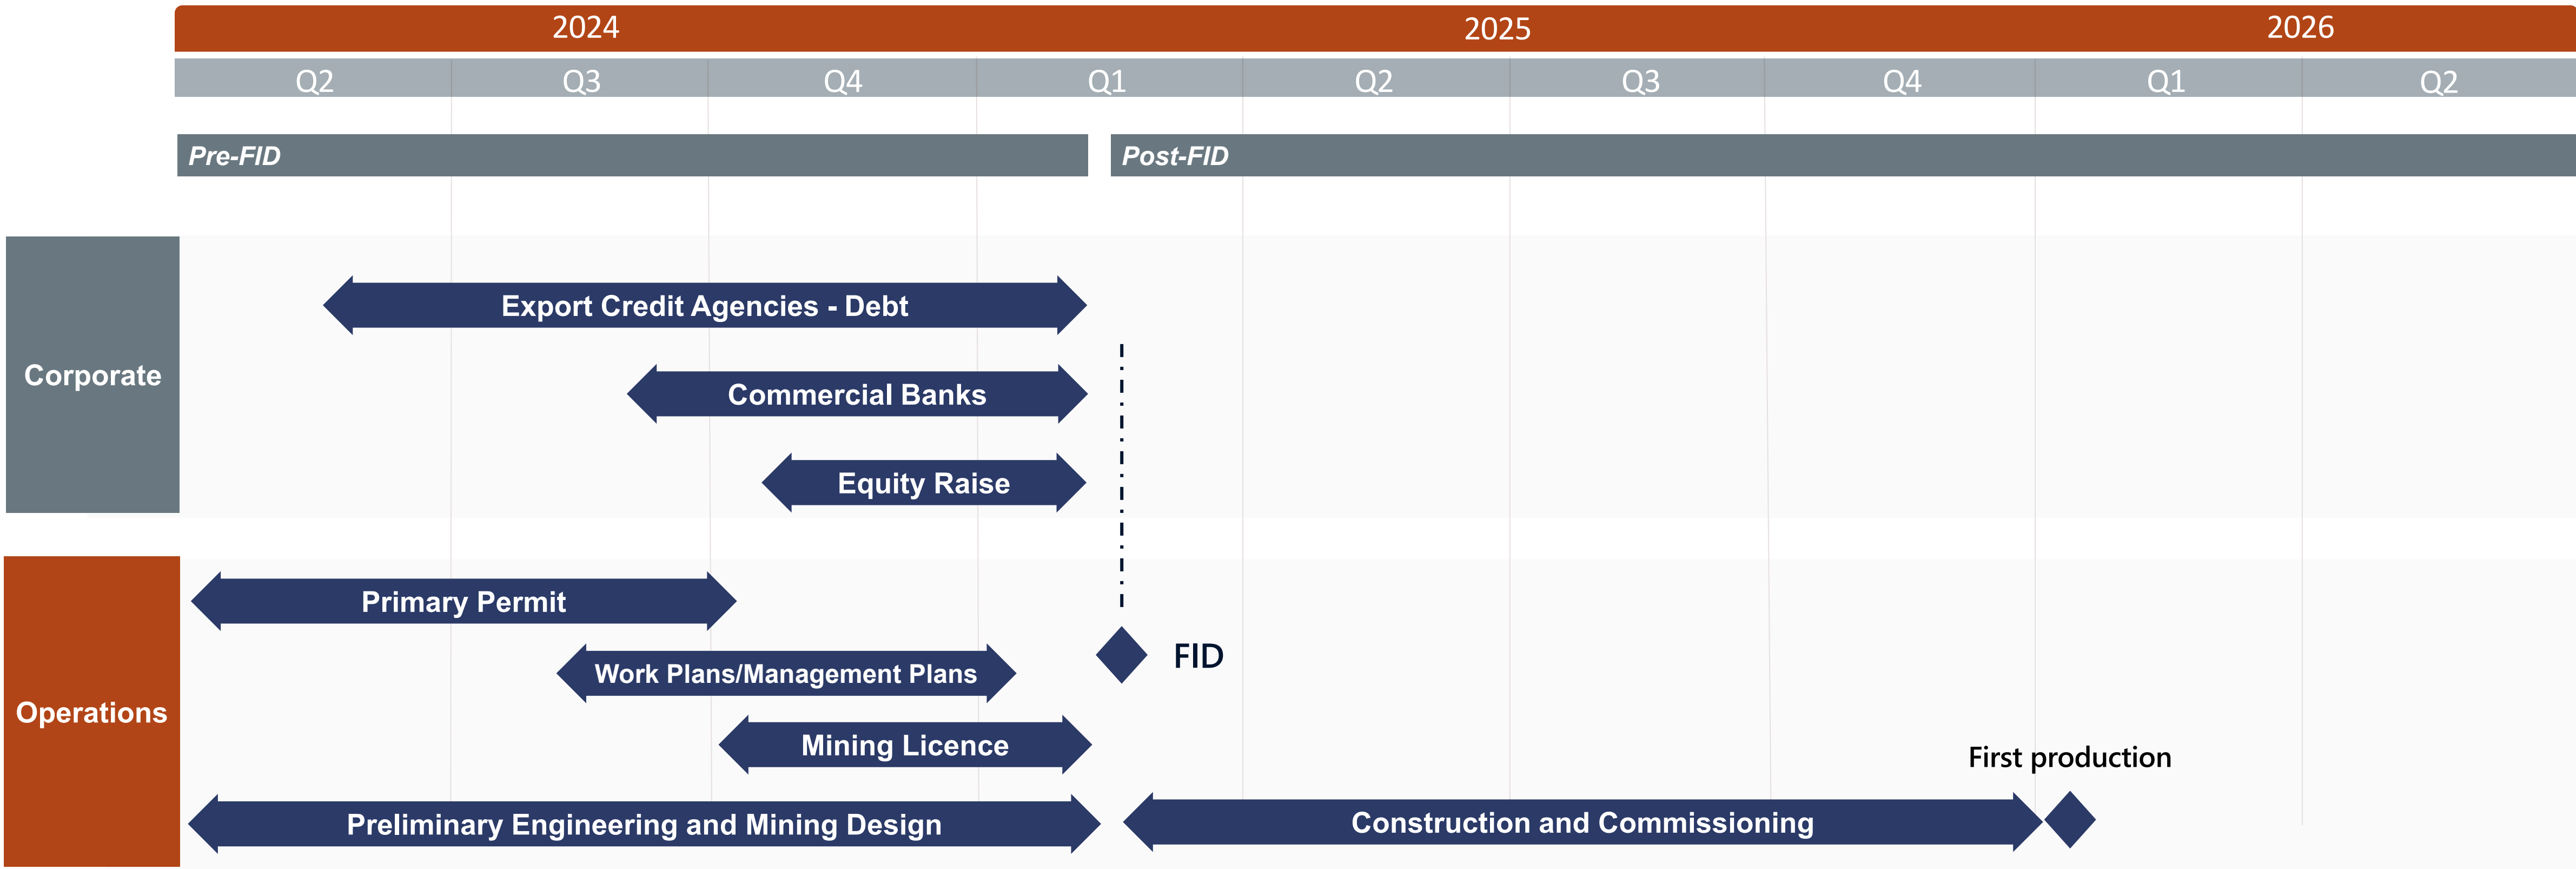 2024 2025 2026
Q2 Q3 Q4 Q1 Q2 Q3 Q4 Q1 Q2
Pre-FID Post-FID
Corporate
Export Credit Agencies - Debt
Commercial Banks
Equity Raise
Operations
Primary Permit
Work Plans/Management Plans
FID
Mining Licence
First production
Preliminary Engineering and Mining Design
Construction and Commissioning